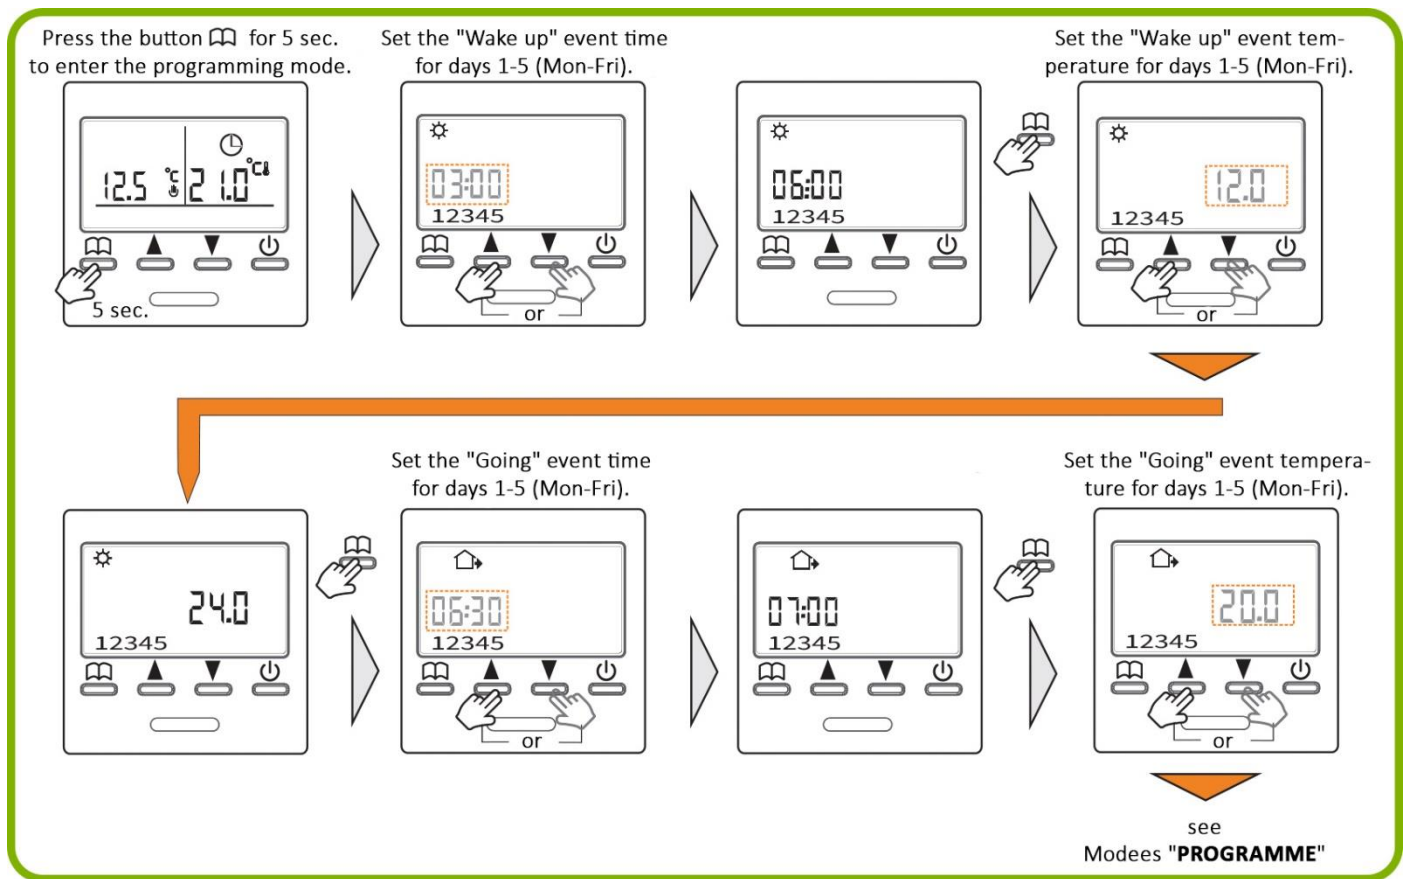 Press the button for 5 sec.
to enter the programming mode.
Set the "Wake up" event time
for days 1-5 (Mon-Fri).
Set the "Wake up" event tem-
perature for days 1-5 (Mon-Fri).
12.5 °C 21.0 °C
5 sec.
03:00
12345
or
06:00
12345
12.0
12345
or
Set the "Going" event time
for days 1-5 (Mon-Fri).
Set the "Going" event tempera-
ture for days 1-5 (Mon-Fri).
24.0
12345
06:30
12345
or
07:00
12345
20.0
12345
or
see
Modees "PROGRAMME"